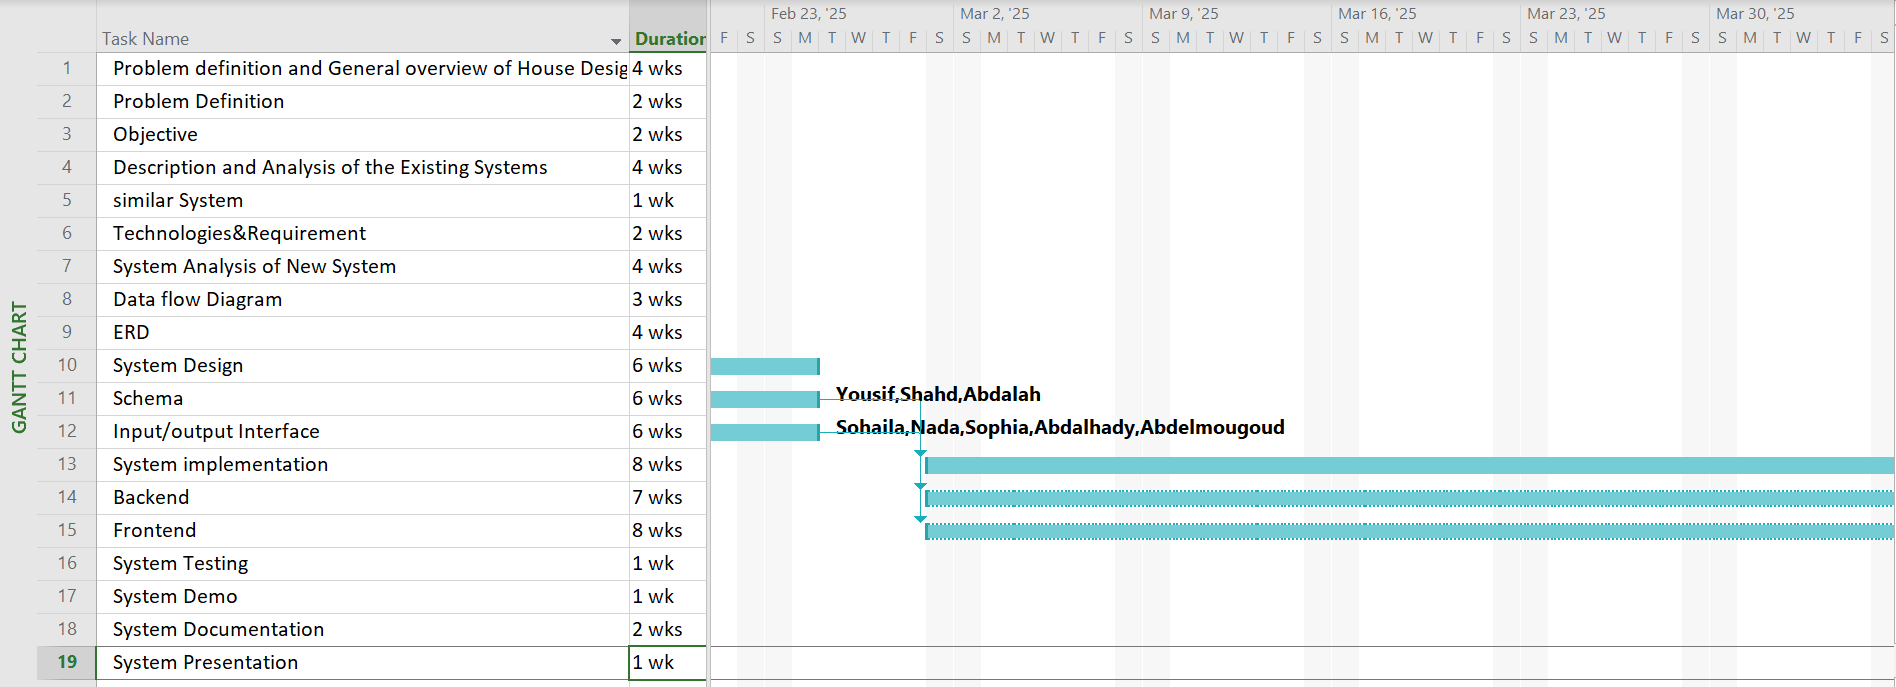 Feb 23, '25 Mar 2, '25 Mar 9, '25 Mar 16, '25 Mar 23, '25 Mar 30, '25
Task Name Duration F S S M T W T F S S M T W T F S S M T W T F S S M T W T F S S M T W T F S S M T W T F S
1 Problem definition and General overview of House Desig 4 wks
2 Problem Definition 2 wks
3 Objective 2 wks
4 Description and Analysis of the Existing Systems 4 wks
5 similar System 1 wk
6 Technologies&Requirement 2 wks
7 System Analysis of New System 4 wks
8 Data flow Diagram 3 wks
9 ERD 4 wks
10 System Design 6 wks
11 Schema 6 wks Yousif,Shahd,Abdalah
12 Input/output Interface 6 wks Sohaila,Nada,Sophia,Abdalhady,Abdelmougoud
13 System implementation 8 wks
14 Backend 7 wks
15 Frontend 8 wks
16 System Testing 1 wk
17 System Demo 1 wk
18 System Documentation 2 wks
19 System Presentation 1 wk
GANTT CHART